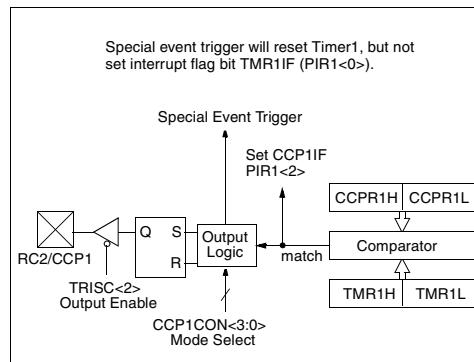 Special event trigger will reset Timer1, but not
set interrupt flag bit TMR1IF (PIR1<0>).
Special Event Trigger
Set CCP1IF
PIR1<2>
CCPR1H CCPR1L
Q S Output
Logic
R
match
Comparator
RC2/CCP1
TRISC<2>
Output Enable
TMR1H TMR1L
CCP1CON<3:0>
Mode Select